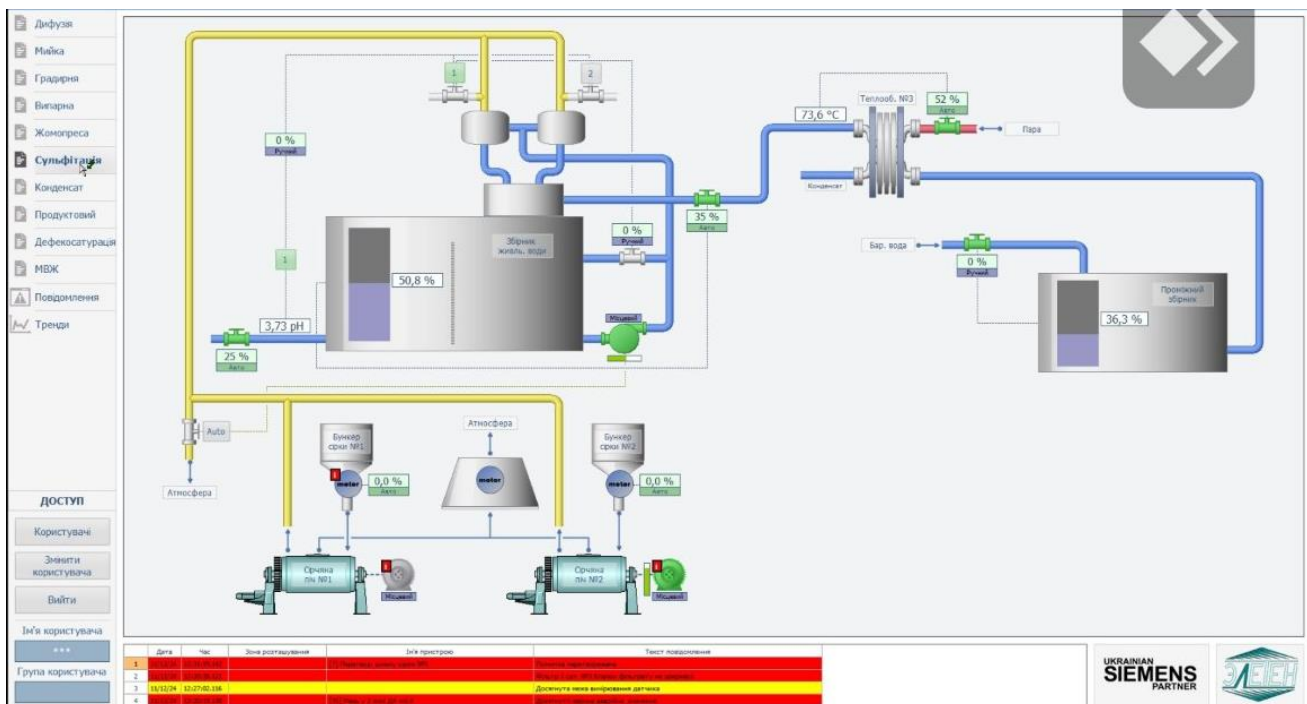 Дифузія
Мийка
Градирня
Випарна
Жомопреса
Сульфітація
Конденсат
Продуктовий
Дефекосатурація
МВЖ
Повідомлення
Тренди
ДОСТУП
Користувачі
Змінити
користувача
Вийти
Ім'я користувача
***
Група користувача
1
2
0 %
Ручний
1
50,8 %
Збірник
живль. води
3,73 pH
25 %
Авто
0 %
Ручний
Місцевий
35 %
Авто
73,6 °C
Теплооб. №3
52 %
Авто
Пара
Конденсат
Бар. вода
0 %
Ручний
Проміжний
збірник
36,3 %
Auto
Атмосфера
Бункер
сірки №1
motor
0,0 %
Авто
Атмосфера
motor
Бункер
сірки №2
motor
0,0 %
Авто
Сірчана
піч №1
Місцевий
Сірчана
піч №2
Місцевий
Дата Час Зона розташування Ім'я пристрою Текст повідомлення
1
2
3 11/12/24 12:27:02.116 Досягнута межа вимірювання датчика
4
UKRAINIAN
SIEMENS
PARTNER